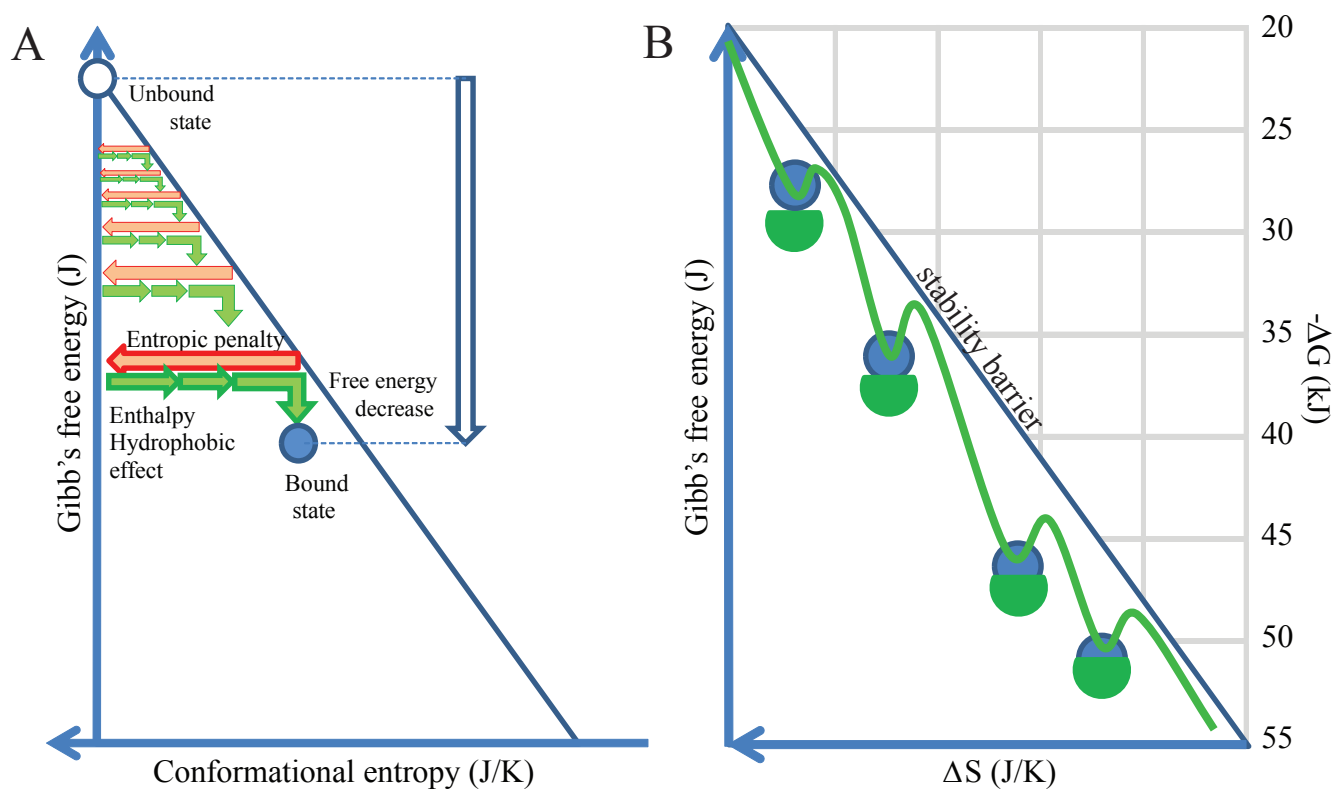 A
Unbound
state
Entropic penalty
Free energy
decrease
Enthalpy
Hydrophobic
effect
Bound
state
Gibb's free energy (J)
Conformational entropy (J/K)
B
stability barrier
Gibb's free energy (J)
ΔS (J/K)
20
25
30
35
40
45
50
55
-ΔG (kJ)